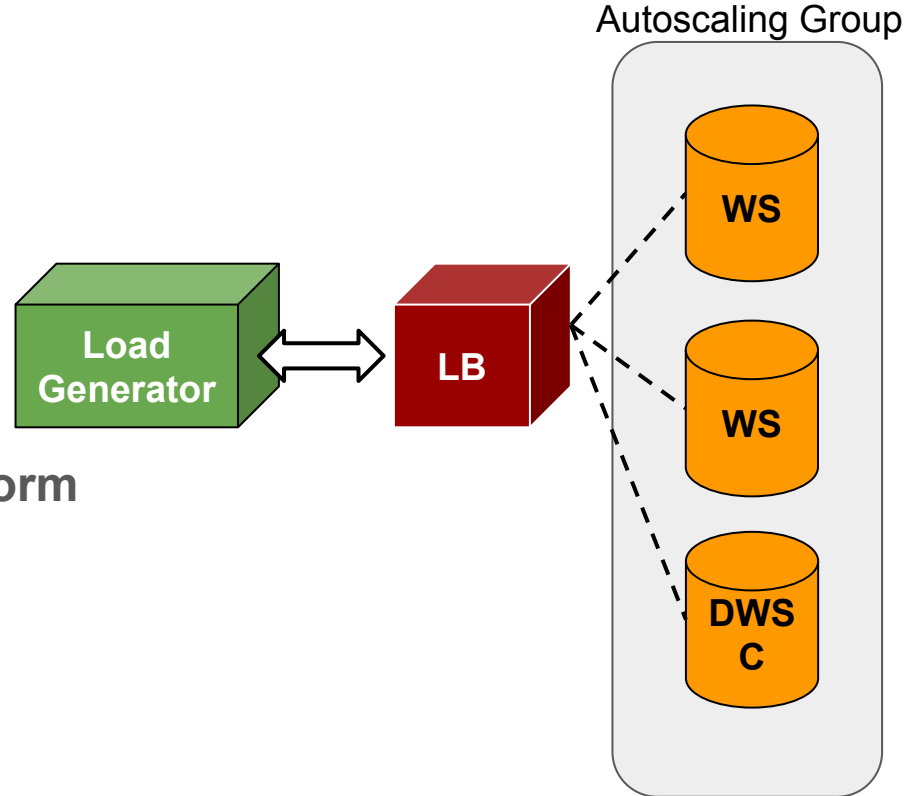 Autoscaling Group
WS
Load
Generator
LB
WS
orm
DWS
C